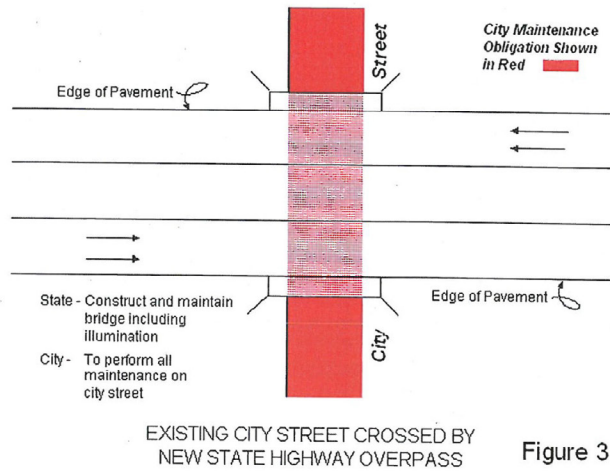 City Maintenance
Obligation Shown
in Red
Street
Edge of Pavement
Edge of Pavement
State - Construct and maintain
bridge including
illumination
City - To perform all
maintenance on
city street
City
EXISTING CITY STREET CROSSED BY
NEW STATE HIGHWAY OVERPASS
Figure 3